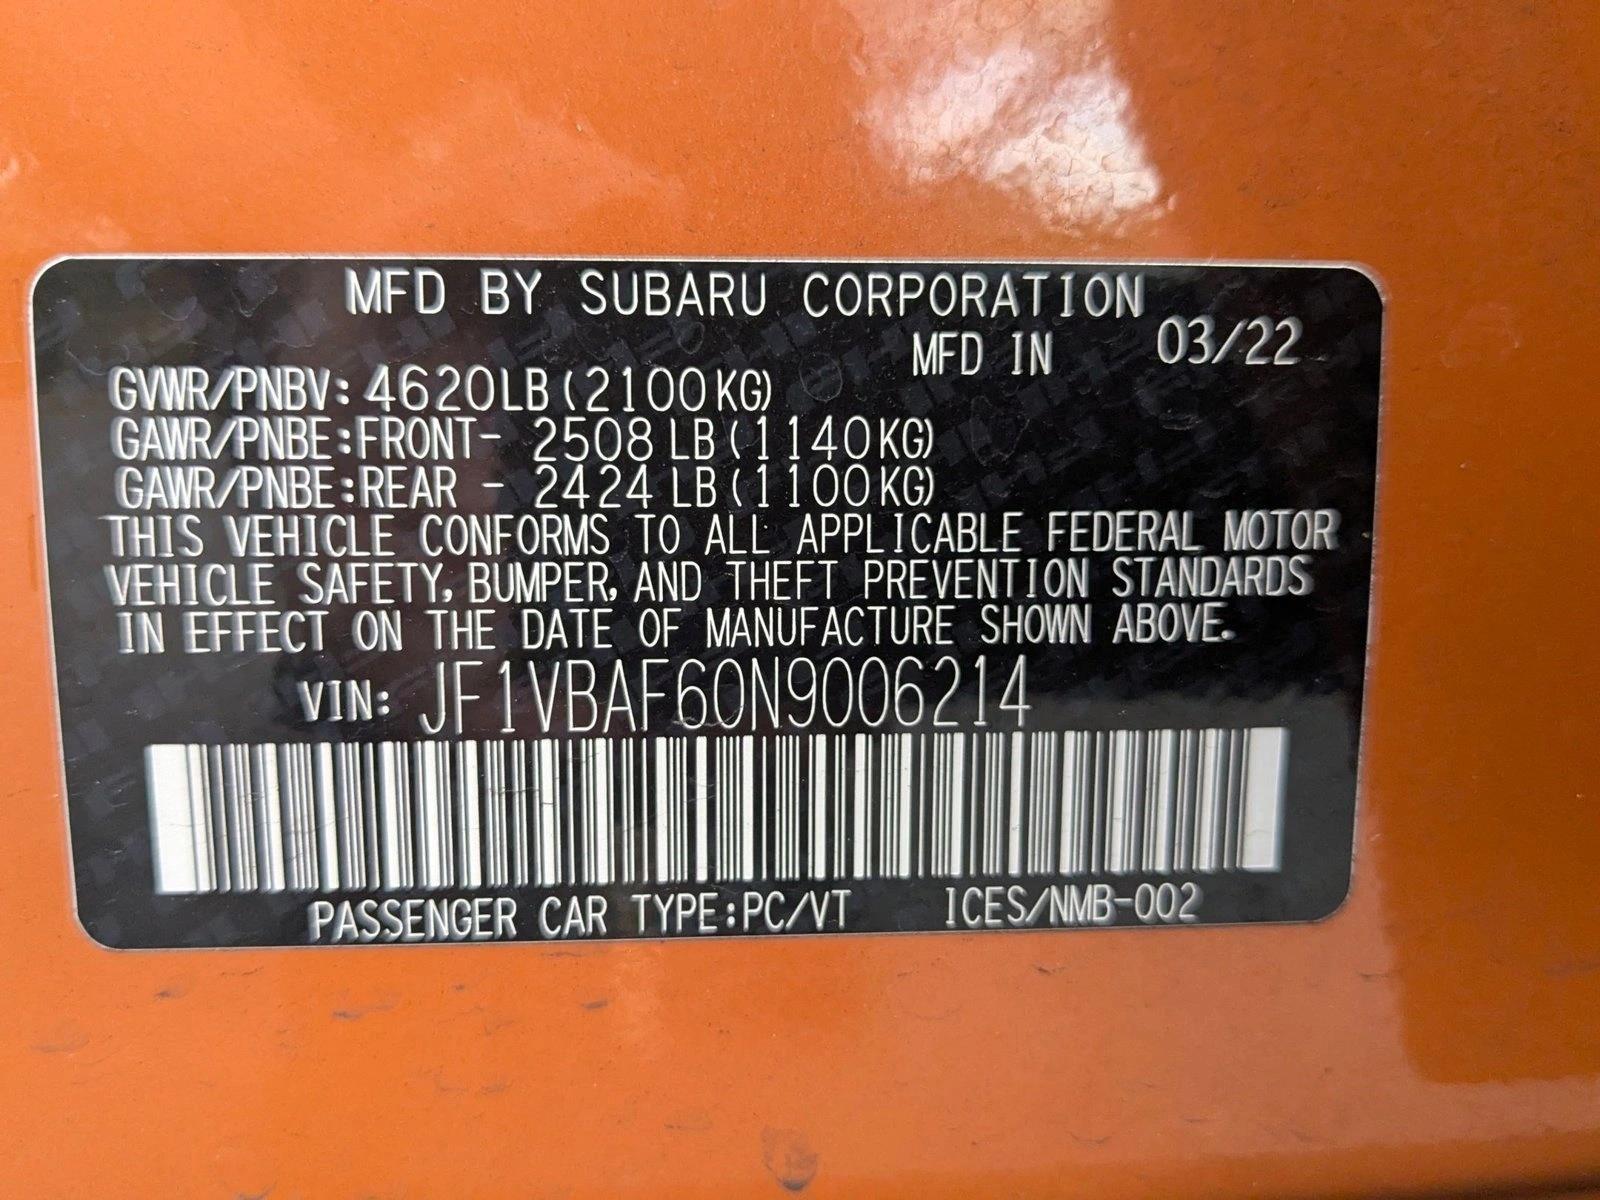 MFD BY SUBARU CORPORATION
MFD IN 03/22
GVWR/PNBV: 4620LB (2100KG)
GAWR/PNBE:FRONT- 2508 LB (1140KG)
GAWR/PNBE:REAR - 2424 LB (1100KG)
THIS VEHICLE CONFORMS TO ALL APPLICABLE FEDERAL MOTOR
VEHICLE SAFETY, BUMPER, AND THEFT PREVENTION STANDARDS
IN EFFECT ON THE DATE OF MANUFACTURE SHOWN ABOVE.
VIN: JF1VBAF60N9006214
PASSENGER CAR TYPE:PC/VT ICES/NMB-002